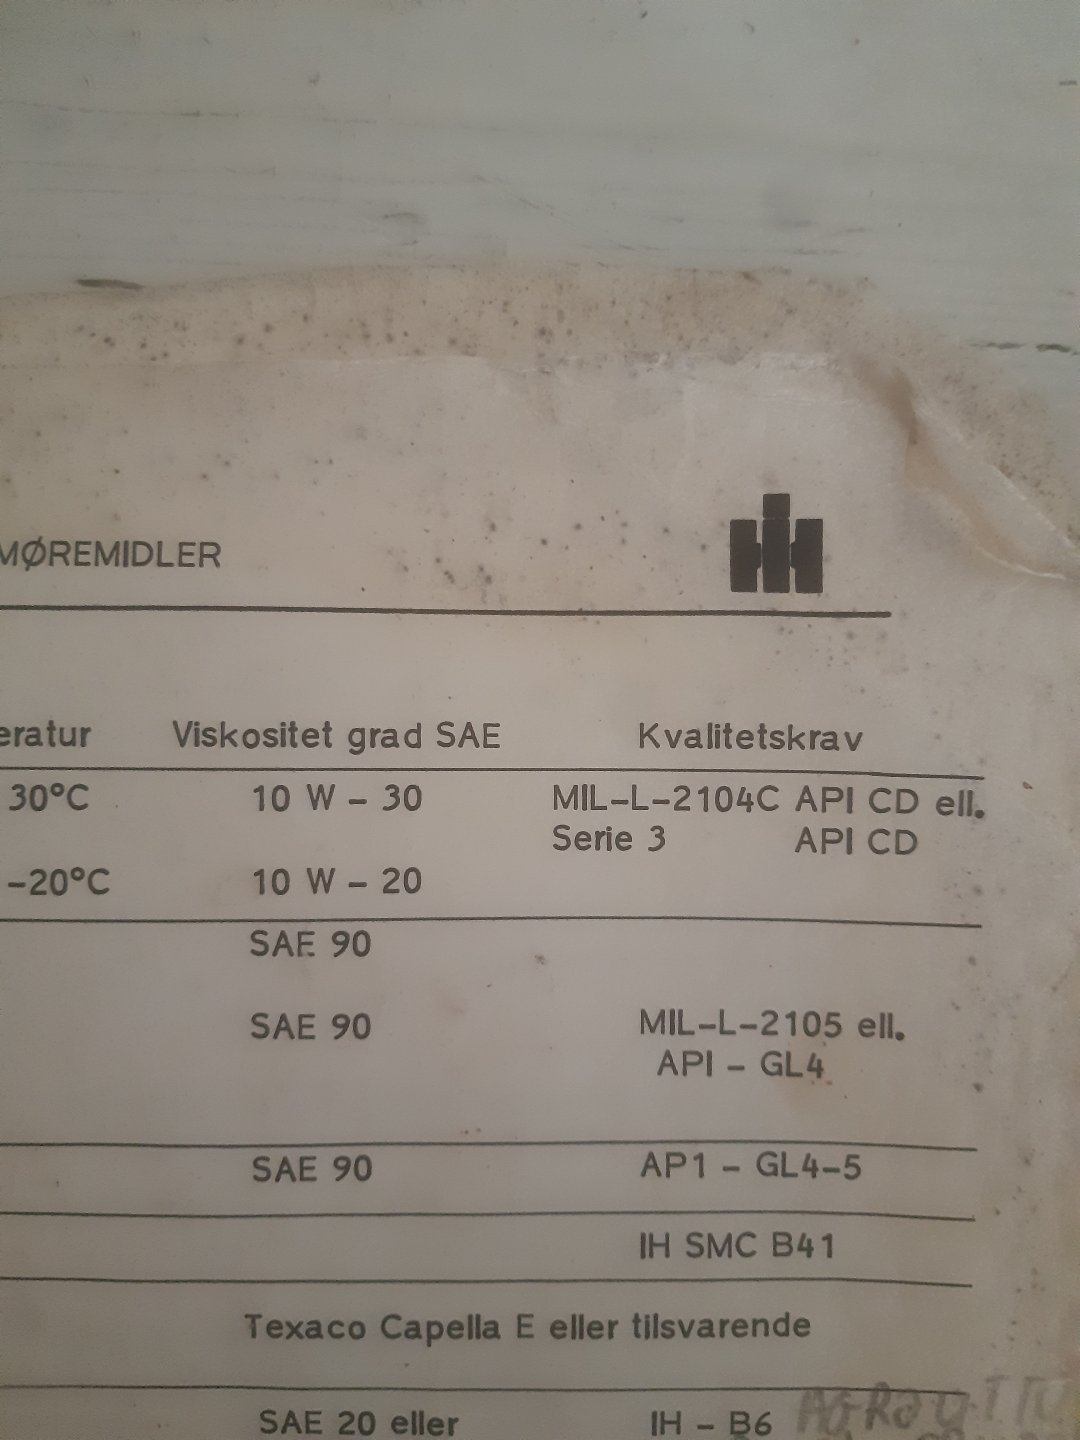 MØREMIDLER
eratur Viskositet grad SAE Kvalitetskrav
30°C 10 W – 30 MIL–L–2104C API CD ell.
Serie 3 API CD
–20°C 10 W – 20
SAE 90
SAE 90 MIL–L–2105 ell.
API – GL4
SAE 90 AP1 – GL4–5
IH SMC B41
Texaco Capella E eller tilsvarende
SAE 20 eller IH – B6